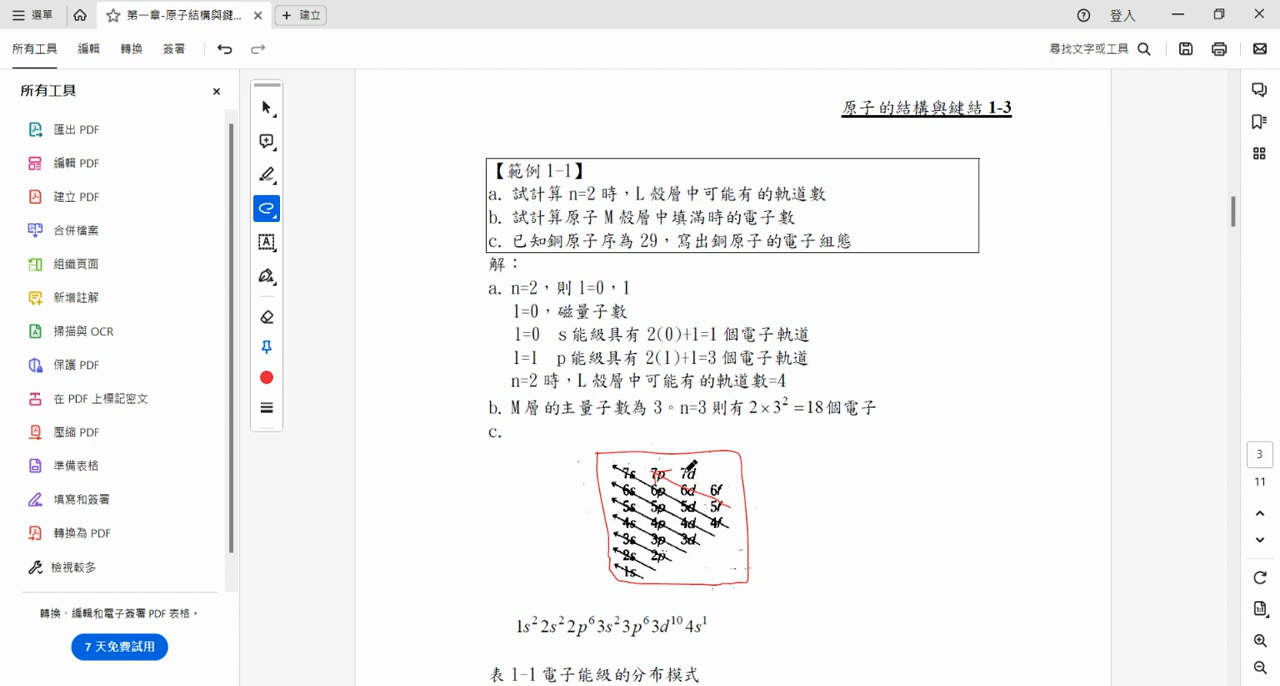 選單
第一章-原子結構與鍵...
建立
登入
所有工具
編輯
轉換
簽署
尋找文字或工具
所有工具
匯出 PDF
編輯 PDF
建立 PDF
合併檔案
組織頁面
新增註解
掃描與 OCR
保護 PDF
在 PDF 上標記密文
壓縮 PDF
準備表格
填寫和簽署
轉換為 PDF
檢視較多
轉換、編輯和電子簽署 PDF 表格。
7 天免費試用
原子的結構與鍵結 1-3
【範例 1-1】
a. 試計算 n=2 時，L 殼層中可能有的軌道數
b. 試計算原子 M 殼層中填滿時的電子數
c. 已知銅原子序為 29，寫出銅原子的電子組態
解：
a. n=2，則 l=0，1
l=0，磁量子數
l=0 s 能級具有 2(0)+1=1 個電子軌道
l=1 p 能級具有 2(1)+1=3 個電子軌道
n=2 時，L 殼層中可能有的軌道數=4
b. M 層的主量子數為 3。n=3 則有 2×3²=18個電子
c.
7s 7p 7d
6s 6p 6d 6f
5s 5p 5d 5f
4s 4p 4d 4f
3s 3p 3d
2s 2p
1s
1s²2s²2p⁶3s²3p⁶3d¹⁰4s¹
表 1-1 電子能級的分布模式
3
11